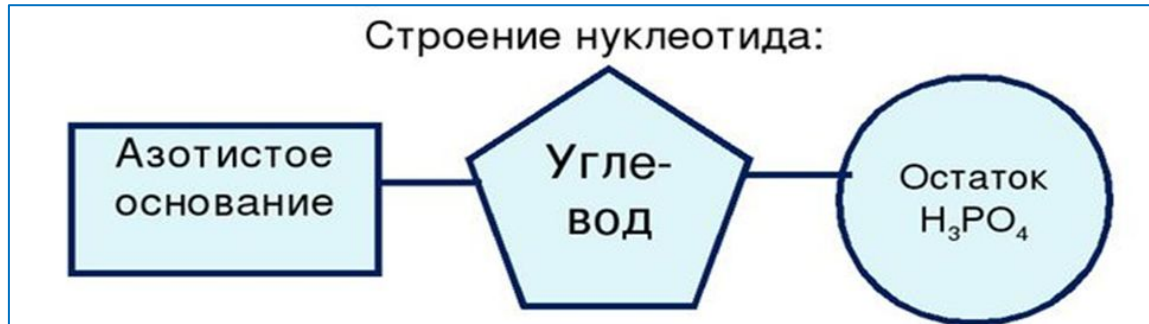 Строение нуклеотида:
Азотистое
основание
Угле-
вод
Остаток
H₃PO₄